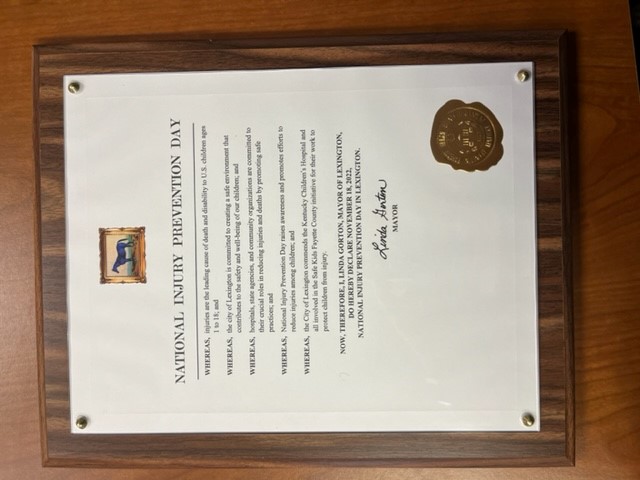 NATIONAL INJURY PREVENTION DAY
WHEREAS, injuries are the leading cause of death and disability to U.S. children ages
1 to 18; and
WHEREAS, the city of Lexington is committed to creating a safe environment that
contributes to the safety and well-being of our children; and
WHEREAS, hospitals, state agencies, and community organizations are committed to
their crucial roles in reducing injuries and deaths by promoting safe
practices; and
WHEREAS, National Injury Prevention Day raises awareness and promotes efforts to
reduce injuries among children; and
WHEREAS, the City of Lexington commends the Kentucky Children's Hospital and
all involved in the Safe Kids Fayette County initiative for their work to
protect children from injury.
NOW, THEREFORE, I, LINDA GORTON, MAYOR OF LEXINGTON,
DO HEREBY DECLARE NOVEMBER 18, 2022,
NATIONAL INJURY PREVENTION DAY IN LEXINGTON.
Linda Gorton
MAYOR